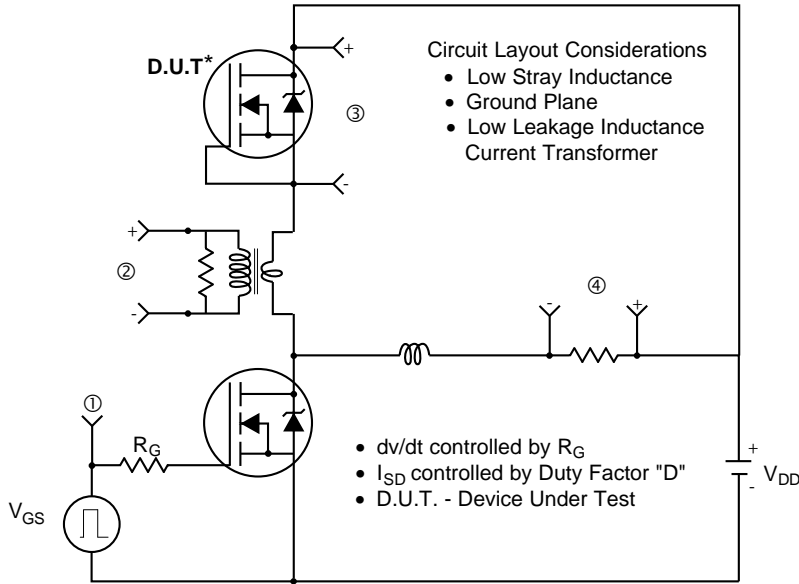 D.U.T*
+
③
-
Circuit Layout Considerations
• Low Stray Inductance
• Ground Plane
• Low Leakage Inductance
Current Transformer
+
②
-
④
-
+
①
RG
VGS
• dv/dt controlled by RG
• ISD controlled by Duty Factor "D"
• D.U.T. - Device Under Test
+
VDD
-